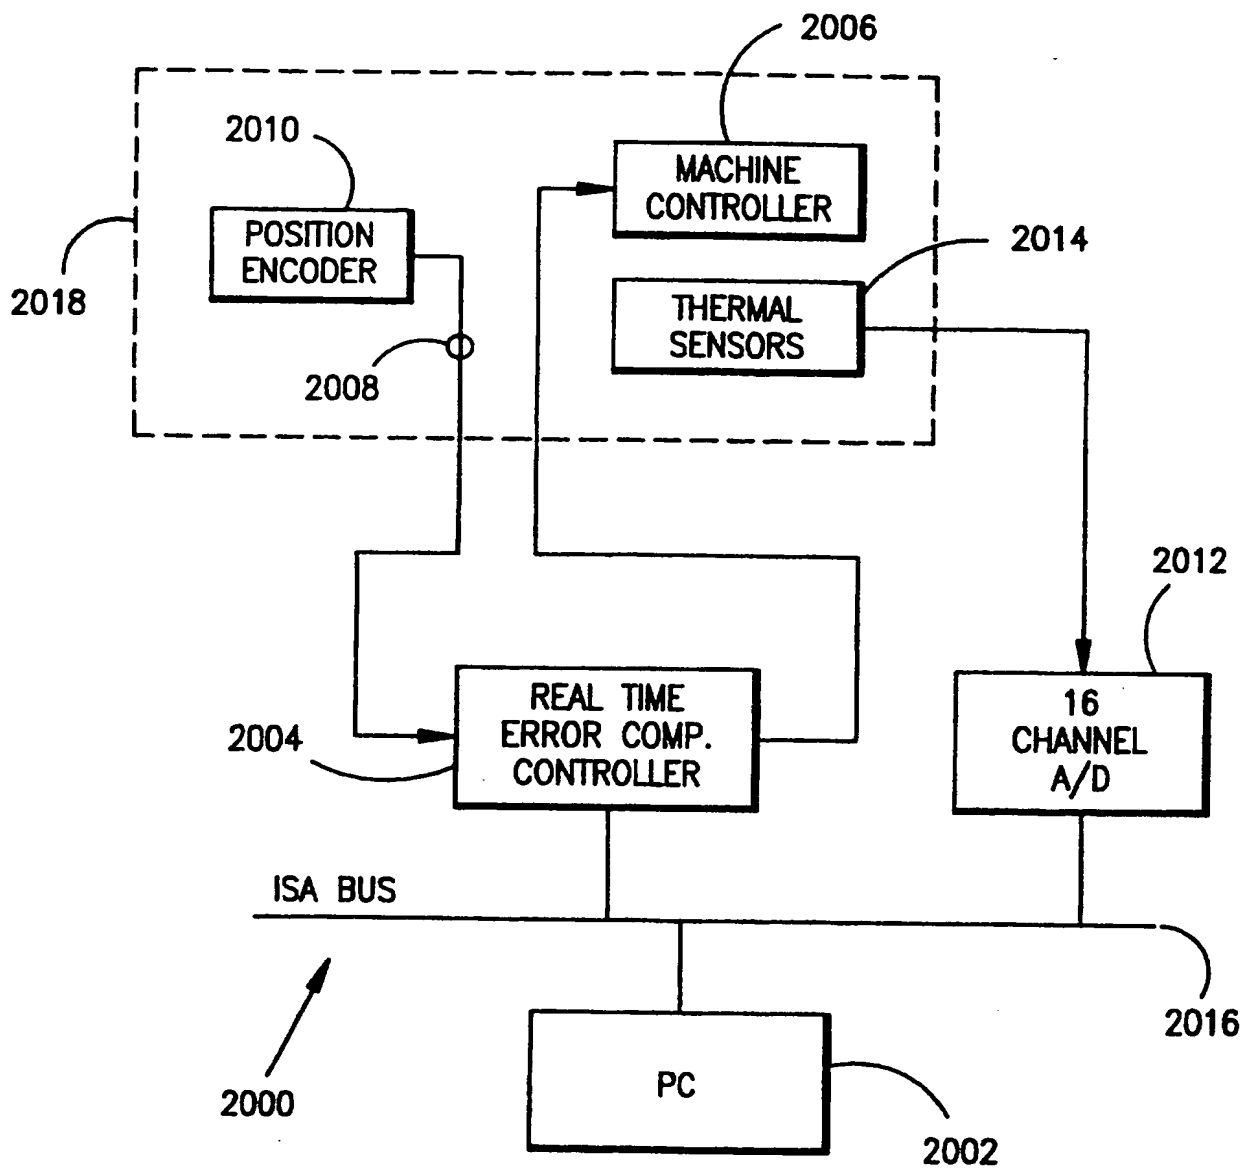 2006
2010
MACHINE
CONTROLLER
POSITION
ENCODER
2014
2018
THERMAL
SENSORS
2008
2012
REAL TIME
ERROR COMP.
CONTROLLER
16
CHANNEL
A/D
2004
ISA BUS
2016
2000
PC
2002